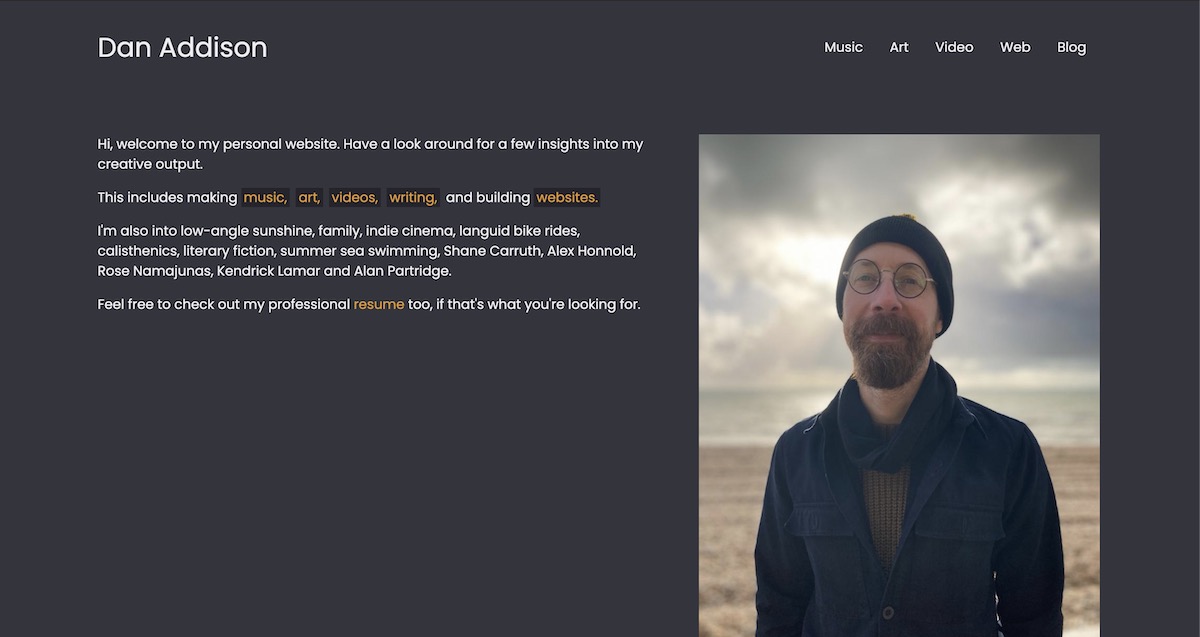 Dan Addison
Music Art Video Web Blog
Hi, welcome to my personal website. Have a look around for a few insights into my
creative output.
This includes making music, art, videos, writing, and building websites.
I'm also into low-angle sunshine, family, indie cinema, languid bike rides,
calisthenics, literary fiction, summer sea swimming, Shane Carruth, Alex Honnold,
Rose Namajunas, Kendrick Lamar and Alan Partridge.
Feel free to check out my professional resume too, if that's what you're looking for.